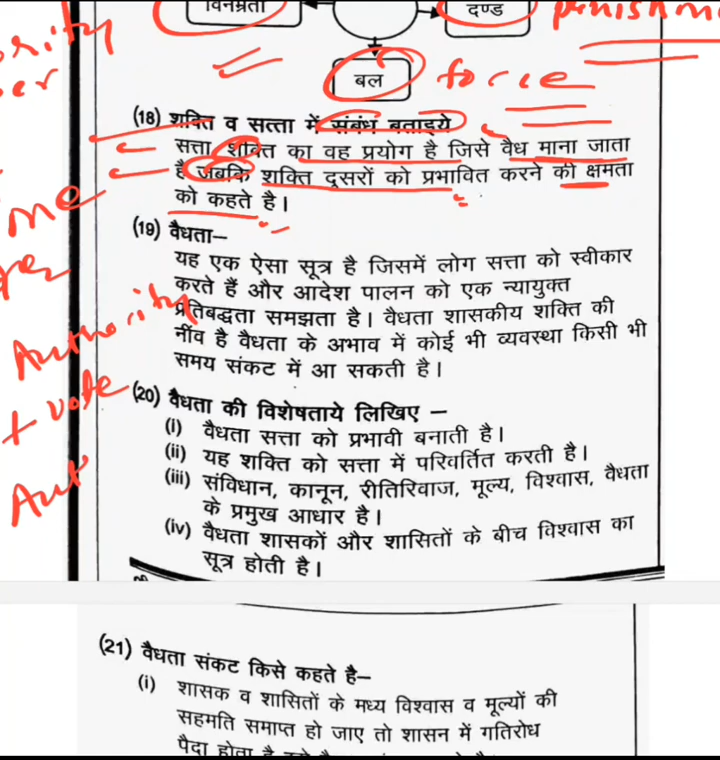 विनम्रता
दण्ड
punishm
बल
force
(18) शक्ति व सत्ता में संबंध बताइये
सत्ता शक्ति का वह प्रयोग है जिसे वैध माना जाता
है जबकि शक्ति दूसरों को प्रभावित करने की क्षमता
को कहते है।
(19) वैधता–
यह एक ऐसा सूत्र है जिसमें लोग सत्ता को स्वीकार
करते हैं और आदेश पालन को एक न्यायुक्त
प्रतिबद्धता समझता है। वैधता शासकीय शक्ति की
नींव है वैधता के अभाव में कोई भी व्यवस्था किसी भी
समय संकट में आ सकती है।
Authority
+ vote
Aut
(20) वैधता की विशेषताये लिखिए –
(i) वैधता सत्ता को प्रभावी बनाती है।
(ii) यह शक्ति को सत्ता में परिवर्तित करती है।
(iii) संविधान, कानून, रीतिरिवाज, मूल्य, विश्वास, वैधता
के प्रमुख आधार है।
(iv) वैधता शासकों और शासितों के बीच विश्वास का
सूत्र होती है।
(21) वैधता संकट किसे कहते है–
(i) शासक व शासितों के मध्य विश्वास व मूल्यों की
सहमति समाप्त हो जाए तो शासन में गतिरोध
पैदा होता है